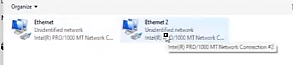 Organize
Ethernet
Unidentified network
Intel(R) PRO/1000 MT Network C...
Ethernet 2
Unidentified network
Intel(R) PRO/1000 MT Network C...
Intel(R) PRO/1000 MT Network Connection #2